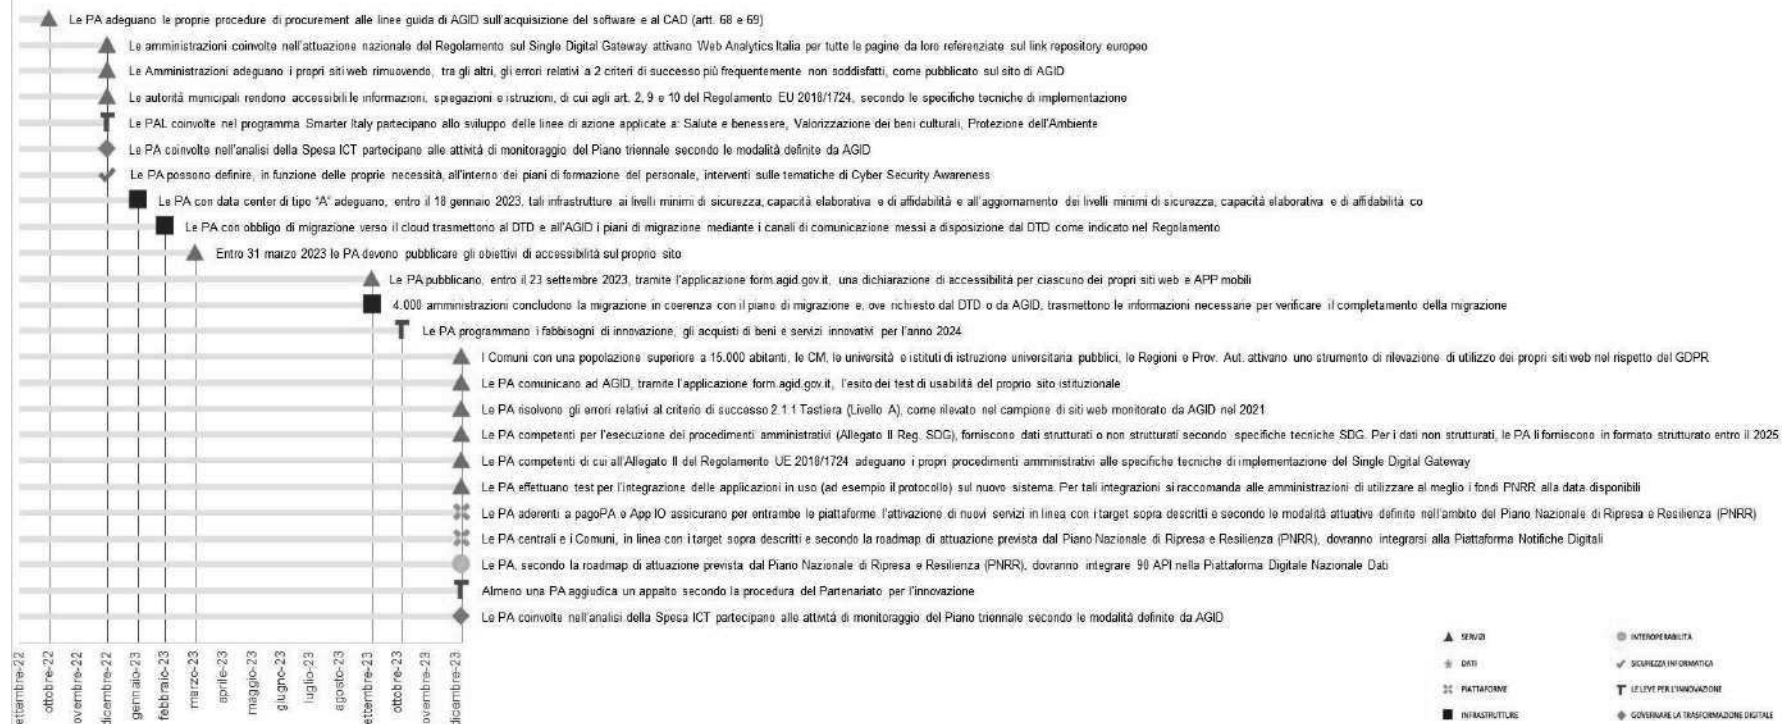 Le PA adeguano le proprie procedure di procurement alle linee guida di AGID sull'acquisizione del software e al CAD (artt. 68 e 69)
Le amministrazioni coinvolte nell'attuazione nazionale del Regolamento sul Single Digital Gateway attivano Web Analytics Italia per tutte le pagine da loro referenziate sul link repository europeo
Le Amministrazioni adeguano i propri siti web rimuovendo, tra gli altri, gli errori relativi a 2 criteri di successo più frequentemente non soddisfatti, come pubblicato sul sito di AGID
Le autorità municipali rendono accessibili le informazioni, spiegazioni e istruzioni, di cui agli art. 2, 9 e 10 del Regolamento EU 2018/1724, secondo le specifiche tecniche di implementazione
Le PAL coinvolte nel programma Smarter Italy partecipano allo sviluppo delle linee di azione applicate a: Salute e benessere, Valorizzazione dei beni culturali, Protezione dell'Ambiente
Le PA coinvolte nell'analisi della Spesa ICT partecipano alle attività di monitoraggio del Piano triennale secondo le modalità definite da AGID
Le PA possono definire, in funzione delle proprie necessità, all'interno dei piani di formazione del personale, interventi sulle tematiche di Cyber Security Awareness
Le PA con data center di tipo "A" adeguano, entro il 18 gennaio 2023, tali infrastrutture ai livelli minimi di sicurezza, capacità elaborativa e di affidabilità e all'aggiornamento dei livelli minimi di sicurezza, capacità elaborativa e di affidabilità co
Le PA con obbligo di migrazione verso il cloud trasmettono al DTD e all'AGID i piani di migrazione mediante i canali di comunicazione messi a disposizione dal DTD come indicato nel Regolamento
Entro 31 marzo 2023 le PA devono pubblicare gli obiettivi di accessibilità sul proprio sito
Le PA pubblicano, entro il 23 settembre 2023, tramite l'applicazione form.agid.gov.it, una dichiarazione di accessibilità per ciascuno dei propri siti web e APP mobili
4.000 amministrazioni concludono la migrazione in coerenza con il piano di migrazione e, ove richiesto dal DTD o da AGID, trasmettono le informazioni necessarie per verificare il completamento della migrazione
Le PA programmano i fabbisogni di innovazione, gli acquisti di beni e servizi innovativi per l'anno 2024
I Comuni con una popolazione superiore a 15.000 abitanti, le CM, le università e istituti di istruzione universitaria pubblici, le Regioni e Prov. Aut. attivano uno strumento di rilevazione di utilizzo dei propri siti web nel rispetto del GDPR
Le PA comunicano ad AGID, tramite l'applicazione form.agid.gov.it, l'esito dei test di usabilità del proprio sito istituzionale
Le PA risolvono gli errori relativi al criterio di successo 2.1.1 Tastiera (Livello A), come rilevato nel campione di siti web monitorato da AGID nel 2021
Le PA competenti per l'esecuzione dei procedimenti amministrativi (Allegato II Reg. SDG), forniscono dati strutturati o non strutturati secondo specifiche tecniche SDG. Per i dati non strutturati, le PA li forniscono in formato strutturato entro il 2025
Le PA competenti di cui all'Allegato II del Regolamento UE 2018/1724 adeguano i propri procedimenti amministrativi alle specifiche tecniche di implementazione del Single Digital Gateway
Le PA effettuano test per l'integrazione delle applicazioni in uso (ad esempio il protocollo) sul nuovo sistema. Per tali integrazioni si raccomanda alle amministrazioni di utilizzare al meglio i fondi PNRR alla data disponibili
Le PA aderenti a pagoPA e App IO assicurano per entrambe le piattaforme l'attivazione di nuovi servizi in linea con i target sopra descritti e secondo le modalità attuative definite nell'ambito del Piano Nazionale di Ripresa e Resilienza (PNRR)
Le PA centrali e i Comuni, in linea con i target sopra descritti e secondo la roadmap di attuazione prevista dal Piano Nazionale di Ripresa e Resilienza (PNRR), dovranno integrarsi alla Piattaforma Notifiche Digitali
Le PA, secondo la roadmap di attuazione prevista dal Piano Nazionale di Ripresa e Resilienza (PNRR), dovranno integrare 90 API nella Piattaforma Digitale Nazionale Dati
Almeno una PA aggiudica un appalto secondo la procedura del Partenariato per l'innovazione
Le PA coinvolte nell'analisi della Spesa ICT partecipano alle attività di monitoraggio del Piano triennale secondo le modalità definite da AGID
ettembre-22
ottobre-22
ovembre-22
dicembre-22
gennaio-23
febbraio-23
marzo-23
aprile-23
maggio-23
giugno-23
luglio-23
agosto-23
ettembre-23
ottobre-23
ovembre-23
dicembre-23
SERVIZI
INTEROPERABILITÀ
DATI
SICUREZZA INFORMATICA
PIATTAFORME
LE LEVE PER L'INNOVAZIONE
INFRASTRUTTURE
GOVERNARE LA TRASFORMAZIONE DIGITALE